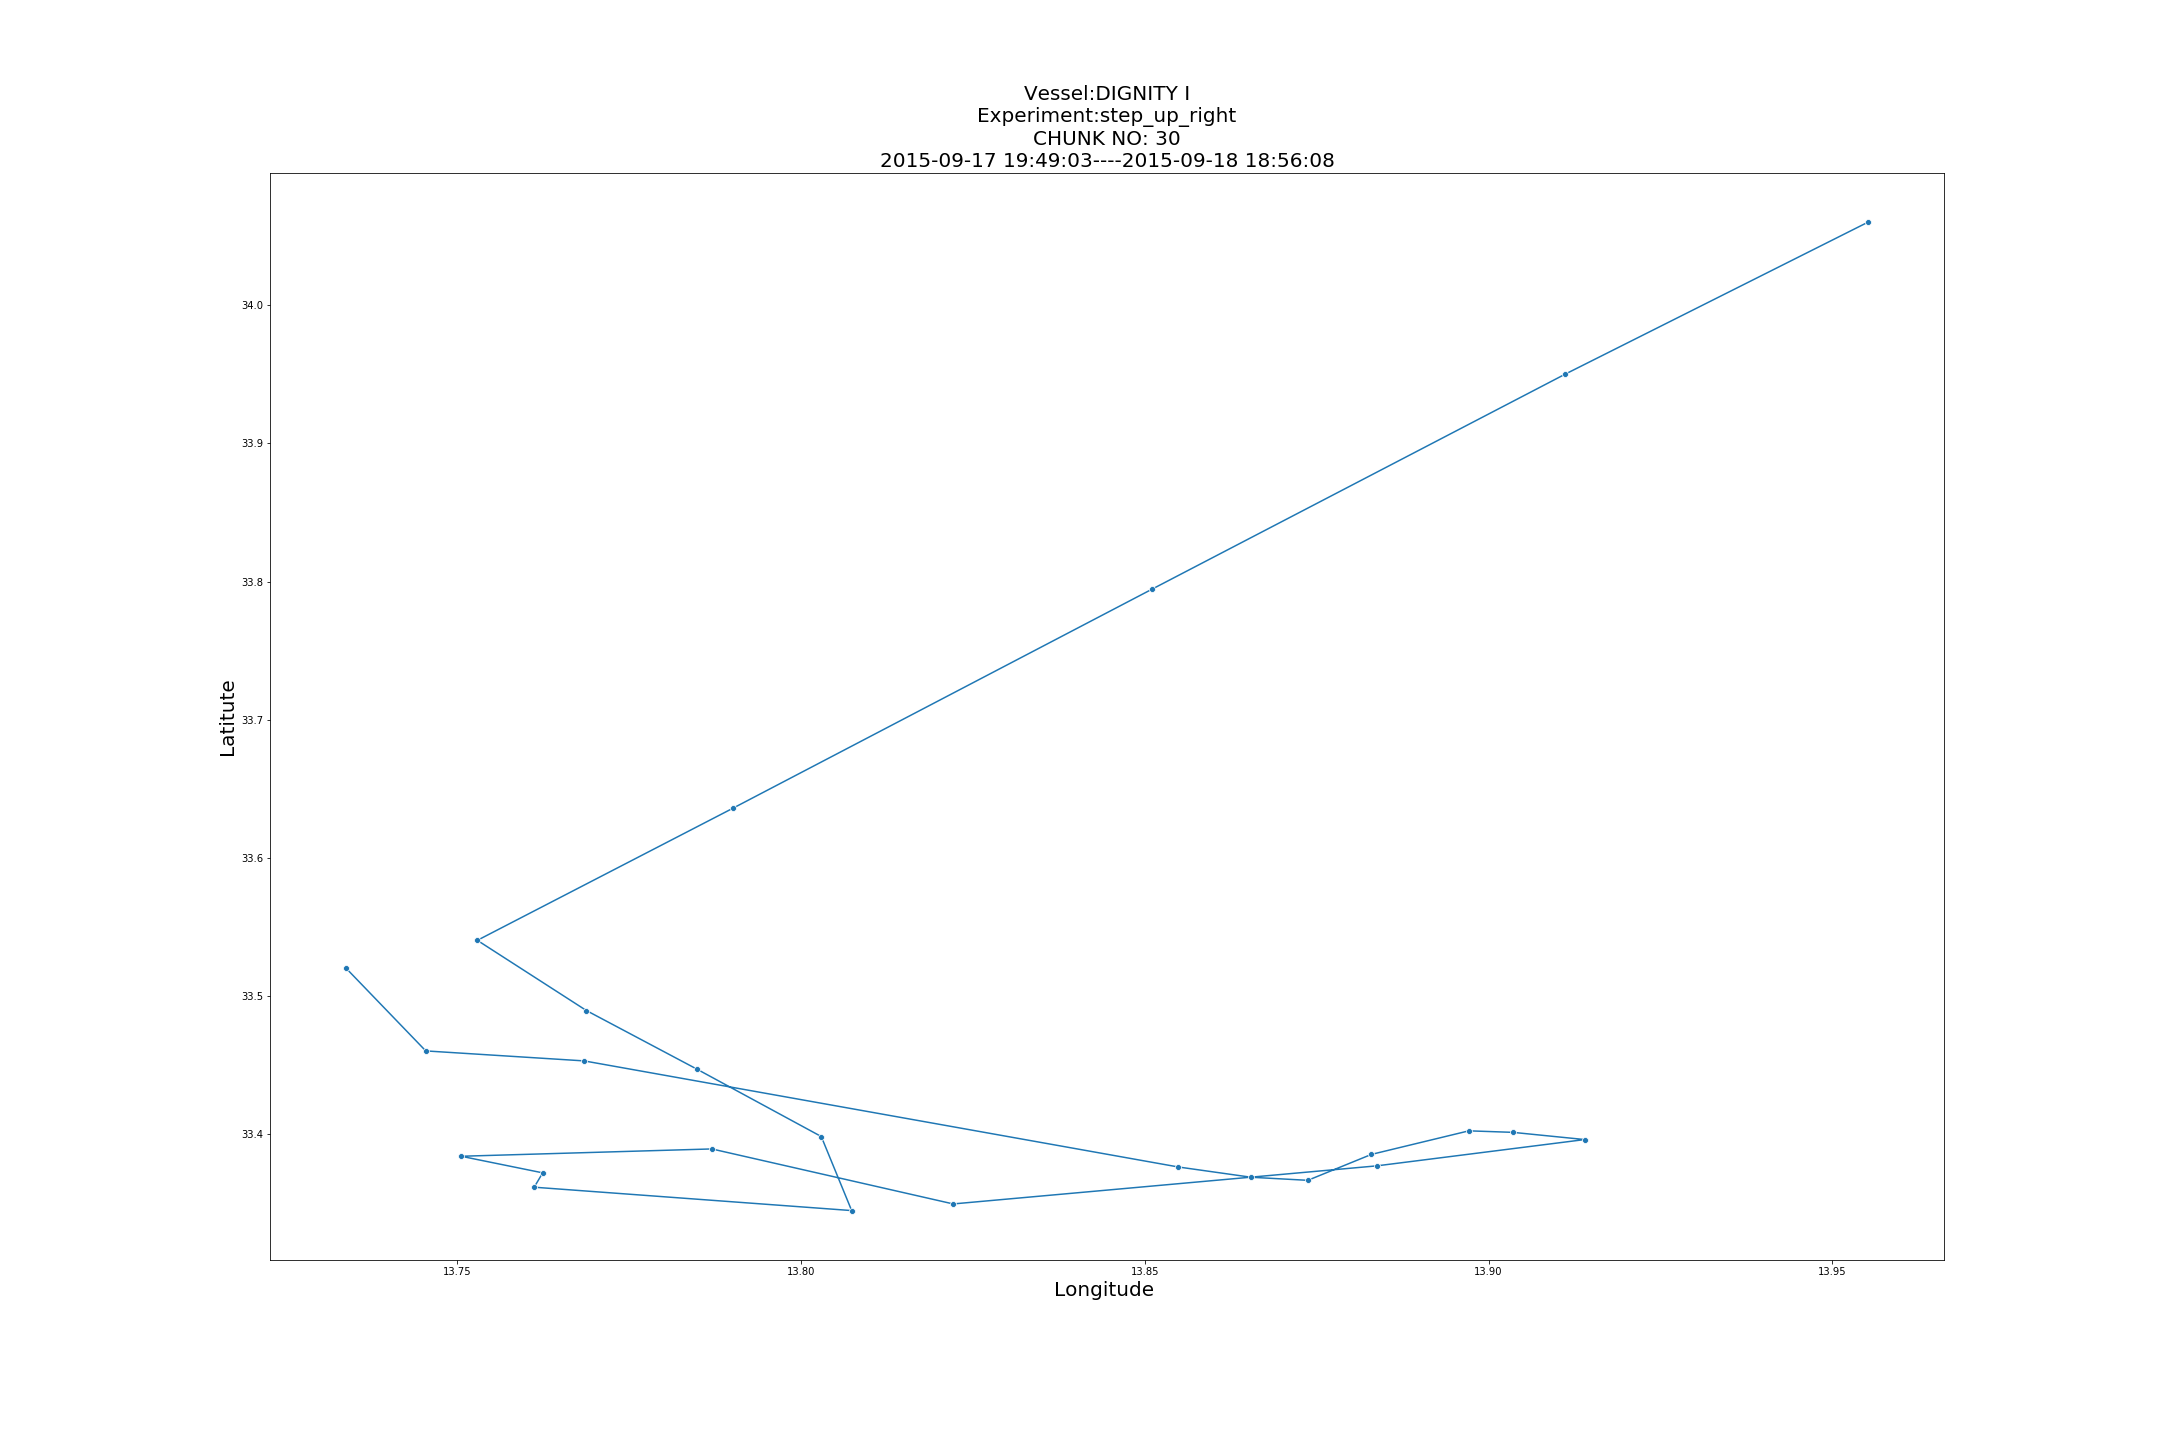 Vessel:DIGNITY I
Experiment:step_up_right
CHUNK NO: 30
2015-09-17 19:49:03----2015-09-18 18:56:08
Latitute
34.0
33.9
33.8
33.7
33.6
33.5
33.4
13.75 13.80 13.85 13.90 13.95
Longitude